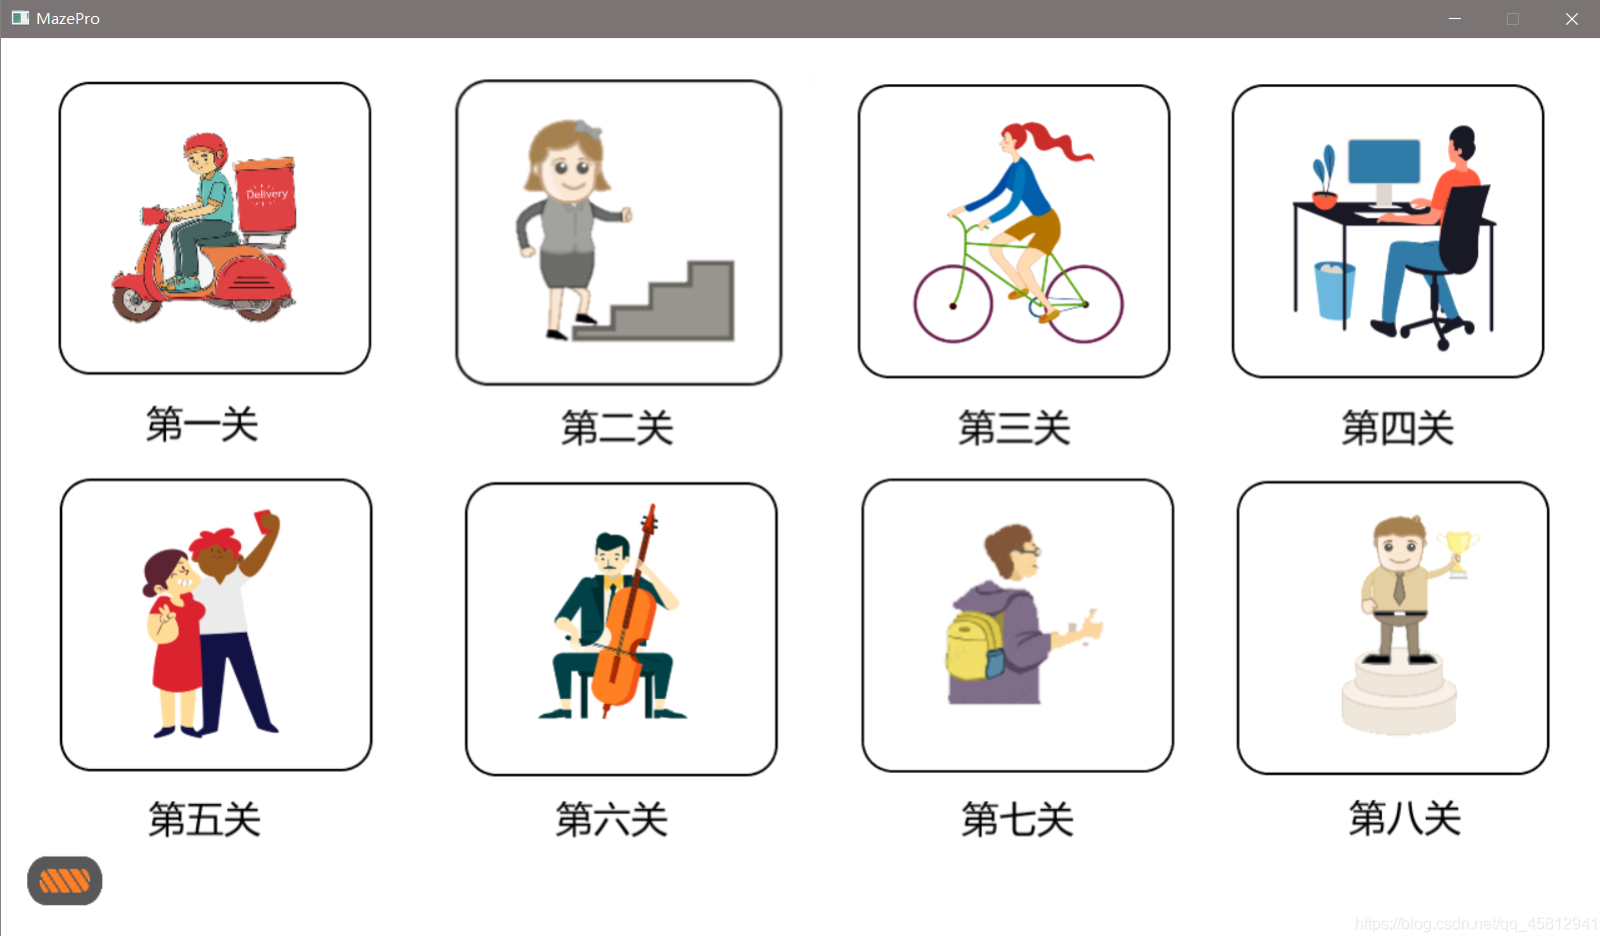 MazePro
Delivery
第一关
第二关
第三关
第四关
第五关
第六关
第七关
第八关
https://blog.csdn.net/qq_45812941